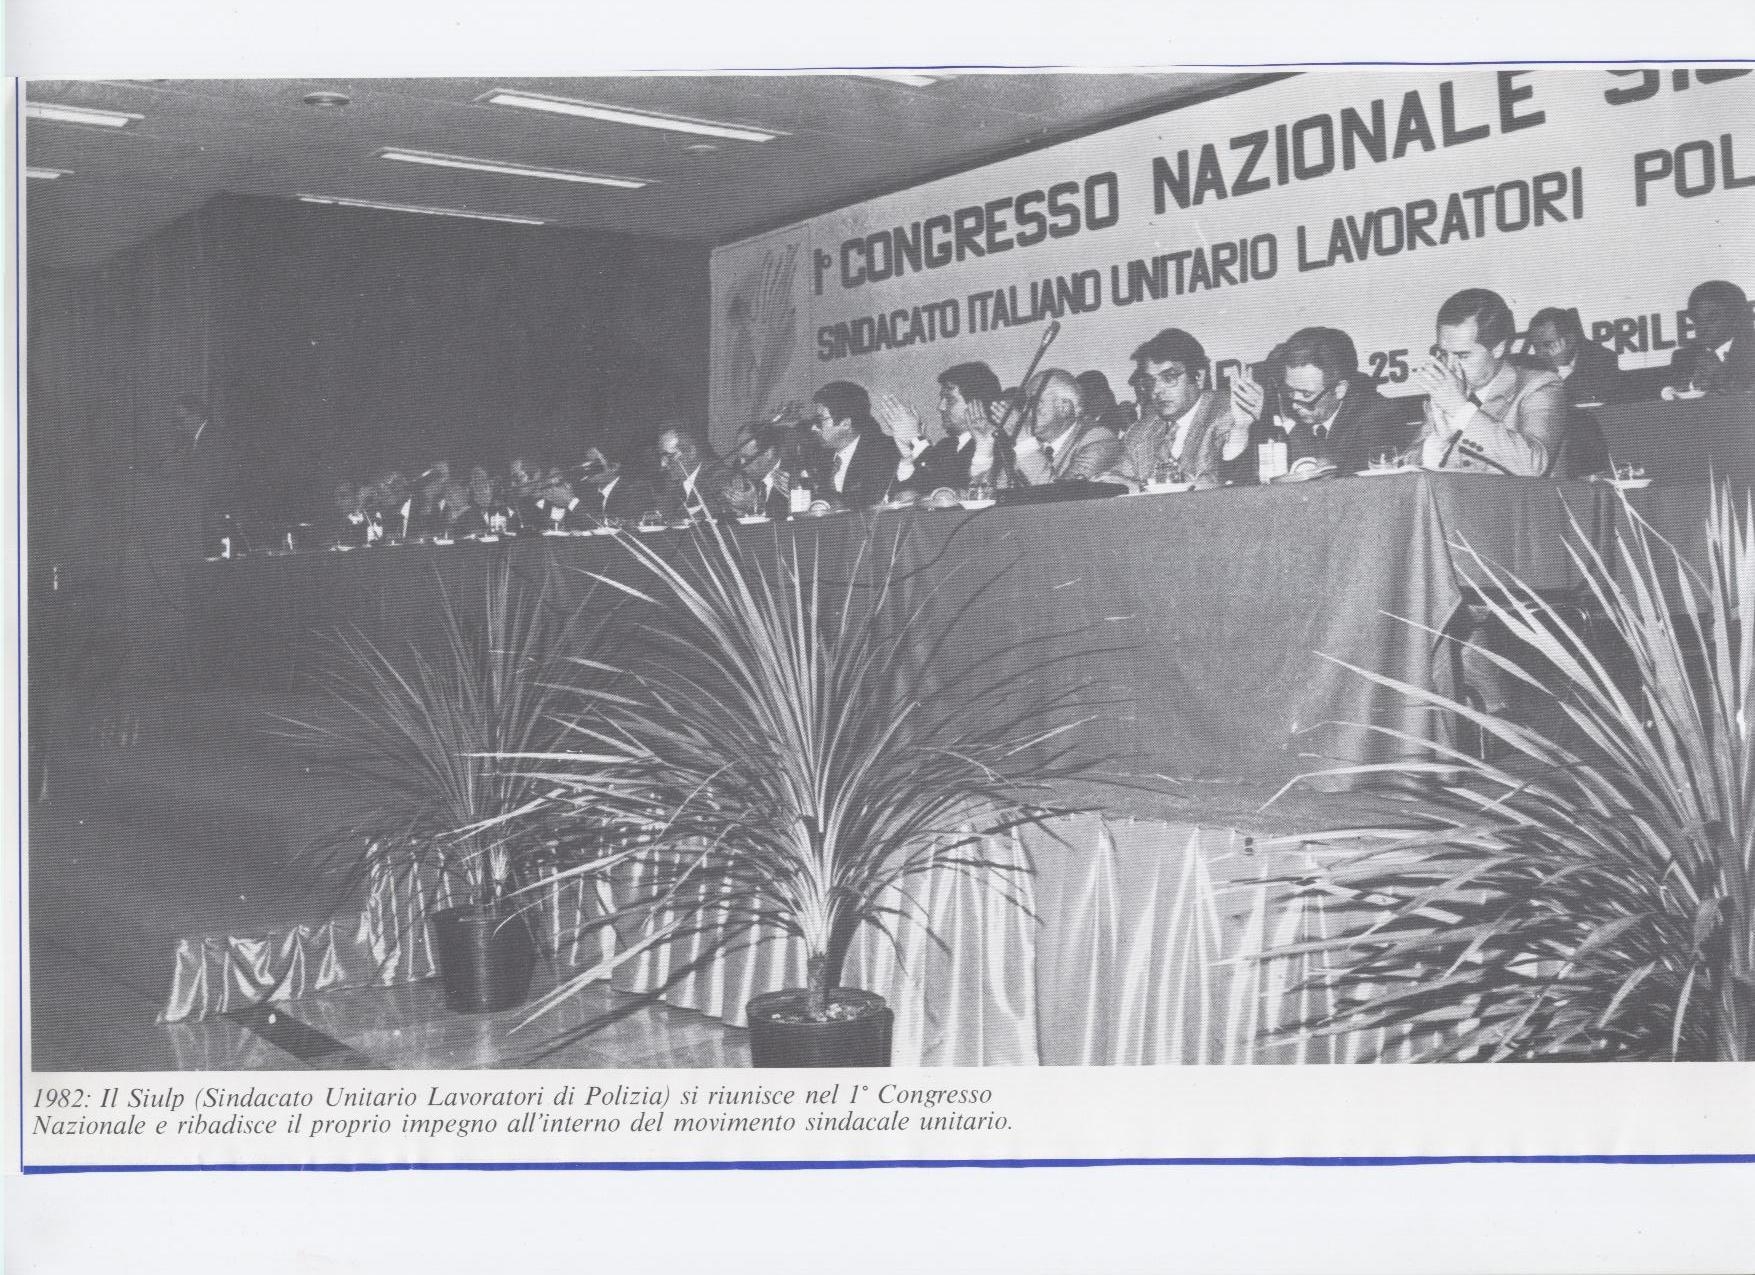 1° CONGRESSO NAZIONALE
SINDACATO ITALIANO UNITARIO LAVORATORI POL
25- APRILE
1982: Il Siulp (Sindacato Unitario Lavoratori di Polizia) si riunisce nel 1° Congresso
Nazionale e ribadisce il proprio impegno all'interno del movimento sindacale unitario.